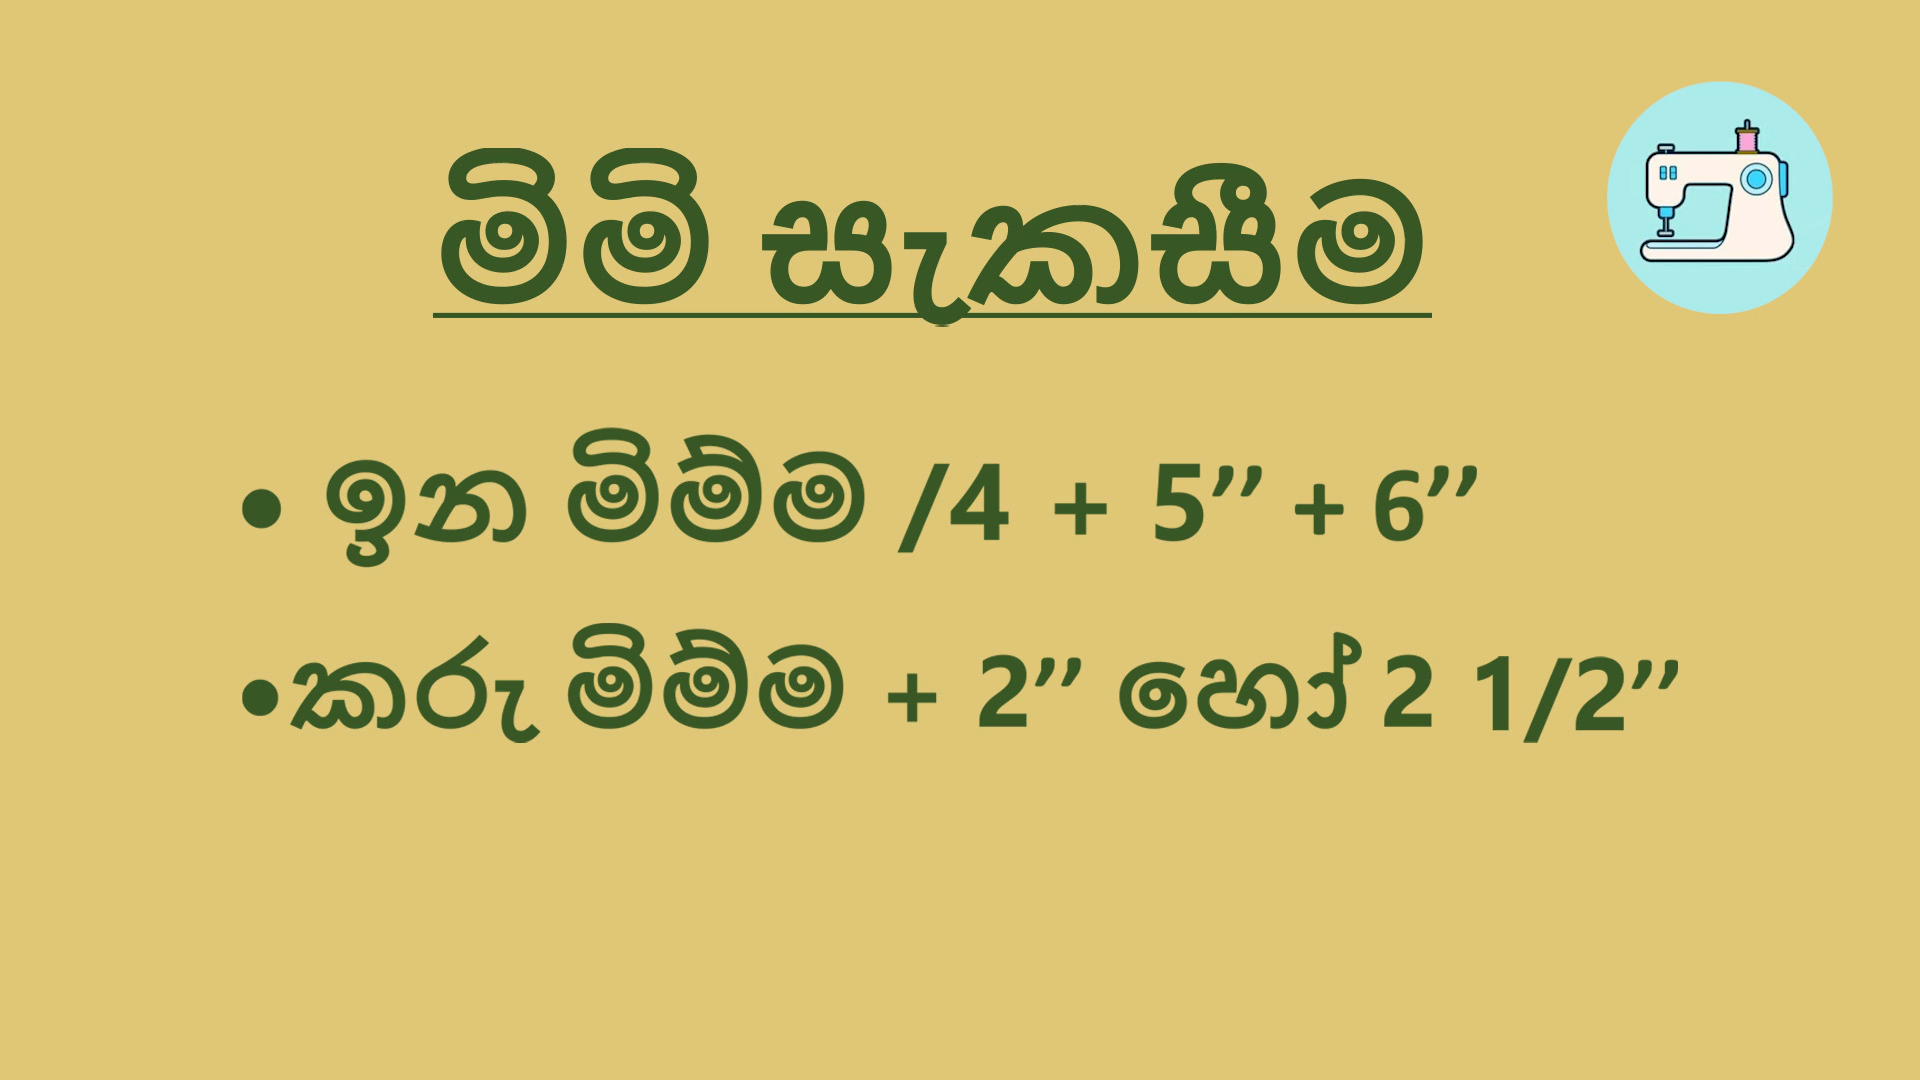 මිමි සැකසීම
• ඉන මිම්ම /4 + 5’’ + 6’’
•කරු මිම්ම + 2’’ හෝ 2 1/2’’